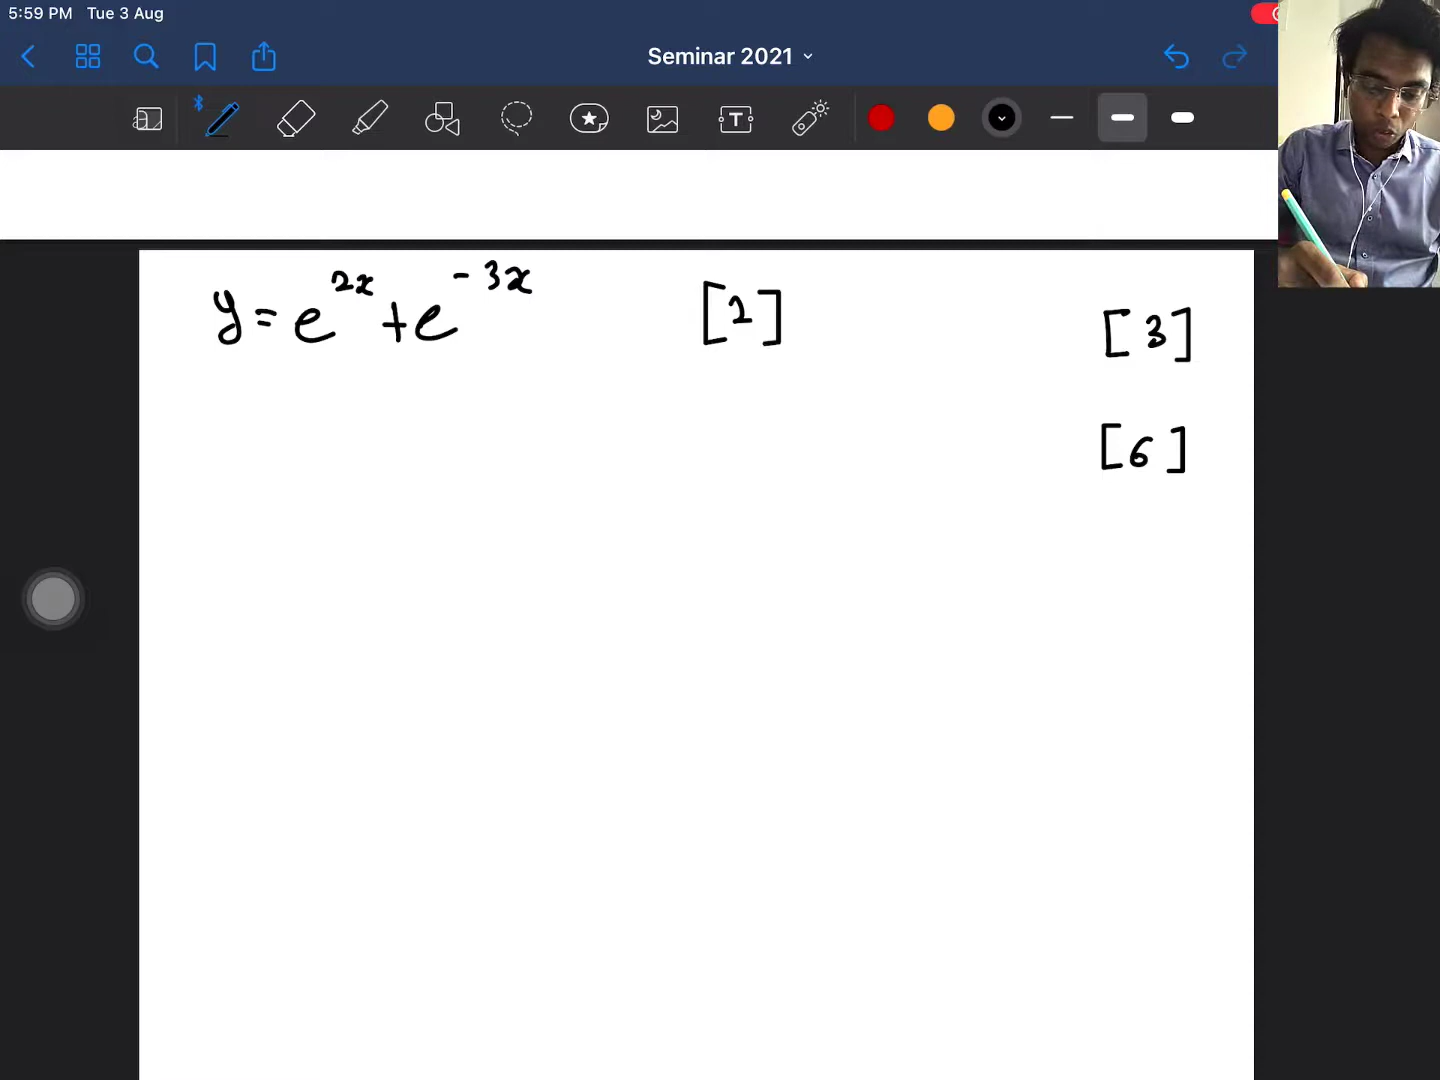 5:59 PM Tue 3 Aug
Seminar 2021
T
y = e^{2x} + e^{-3x} [2] [3]
[6]